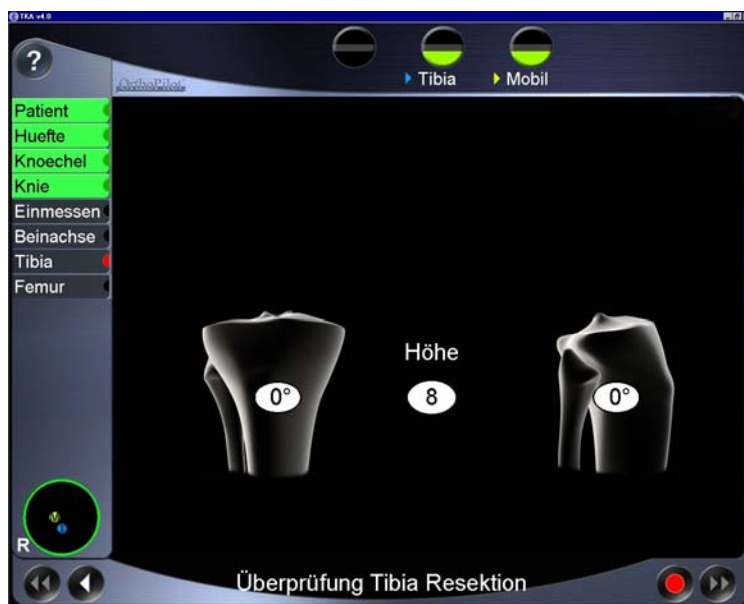 TKA v4.0
?
OrthoPilot
Tibia
Mobil
Patient
Huefte
Knoechel
Knie
Einmessen
Beinachse
Tibia
Femur
Höhe
0°
8
0°
R
Überprüfung Tibia Resektion